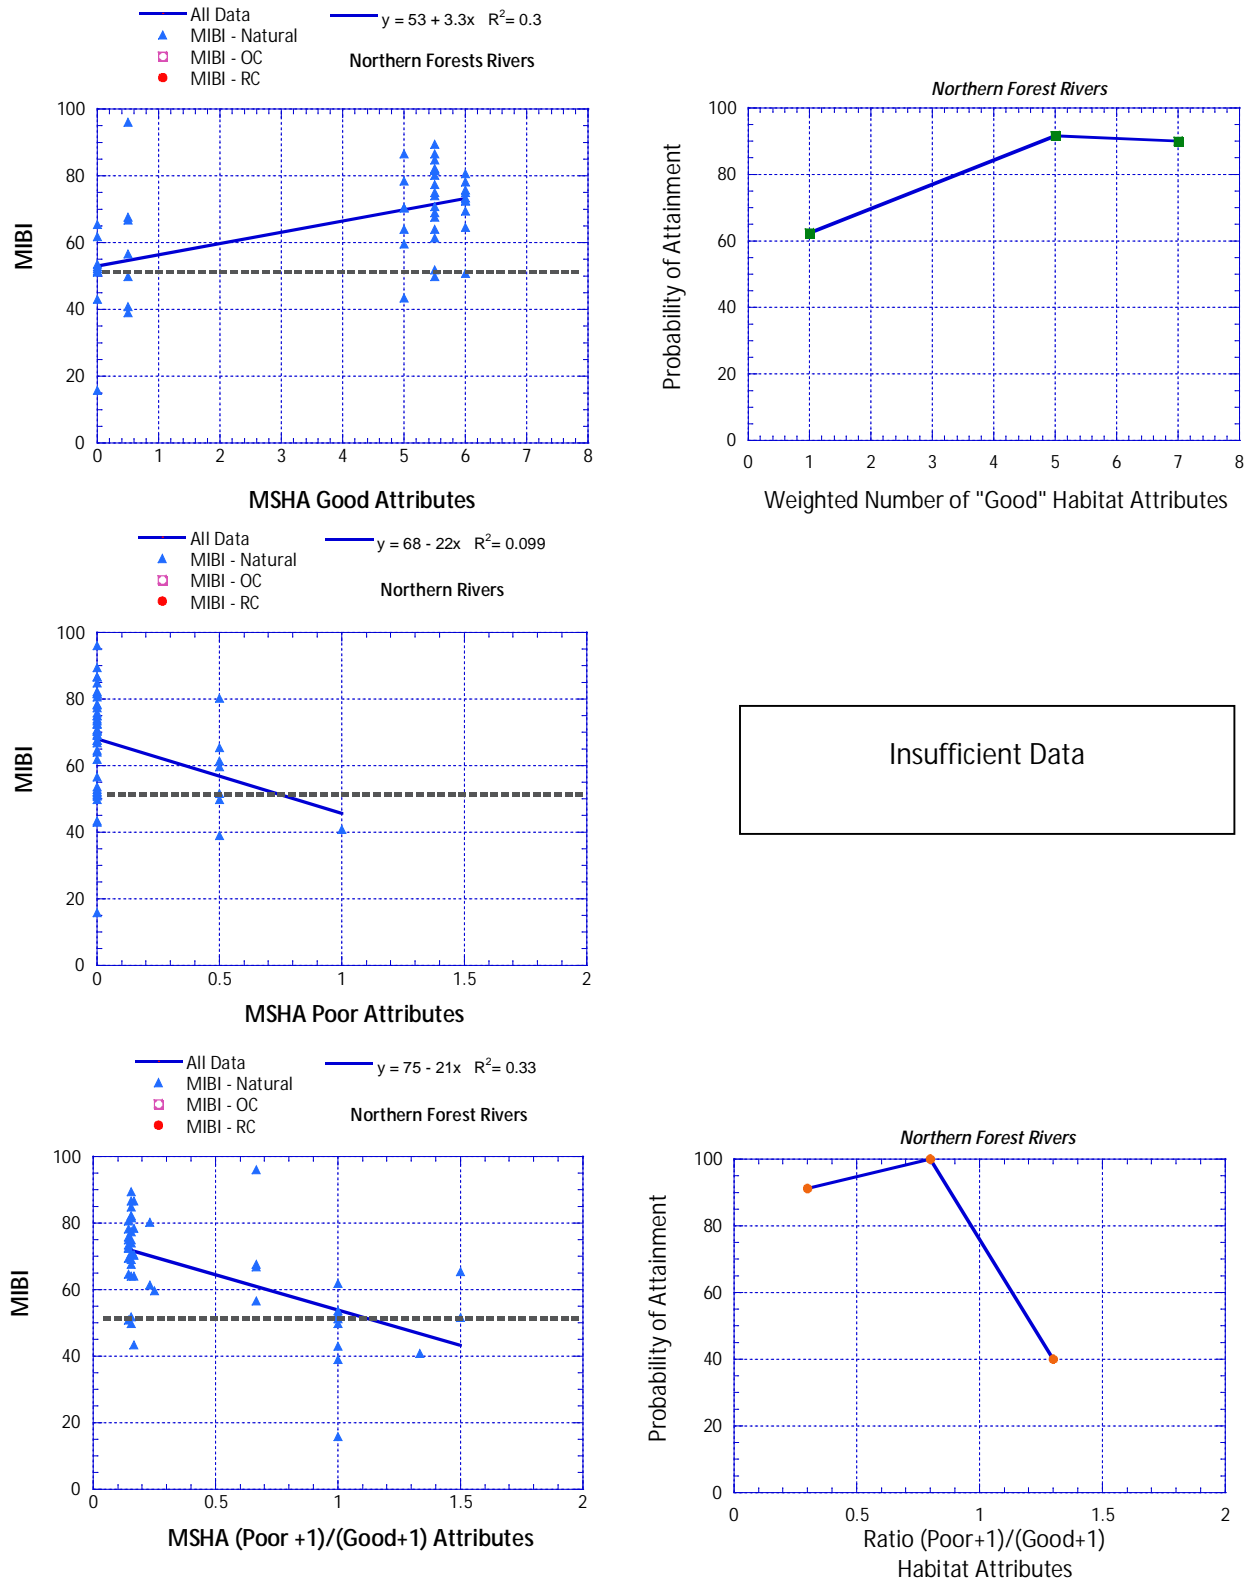 All Data
y = 53 + 3.3x R²= 0.3
MIBI - Natural
MIBI - OC
MIBI - RC
Northern Forests Rivers
MIBI
100
80
60
40
20
0
0 1 2 3 4 5 6 7 8
MSHA Good Attributes
Northern Forest Rivers
Probability of Attainment
100
80
60
40
20
0
0 1 2 3 4 5 6 7 8
Weighted Number of "Good" Habitat Attributes
All Data
y = 68 - 22x R²= 0.099
MIBI - Natural
MIBI - OC
MIBI - RC
Northern Rivers
MIBI
100
80
60
40
20
0
0 0.5 1 1.5 2
MSHA Poor Attributes
Insufficient Data
All Data
y = 75 - 21x R²= 0.33
MIBI - Natural
MIBI - OC
MIBI - RC
Northern Forest Rivers
MIBI
100
80
60
40
20
0
0 0.5 1 1.5 2
MSHA (Poor +1)/(Good+1) Attributes
Northern Forest Rivers
Probability of Attainment
100
80
60
40
20
0
0 0.5 1 1.5 2
Ratio (Poor+1)/(Good+1)
Habitat Attributes